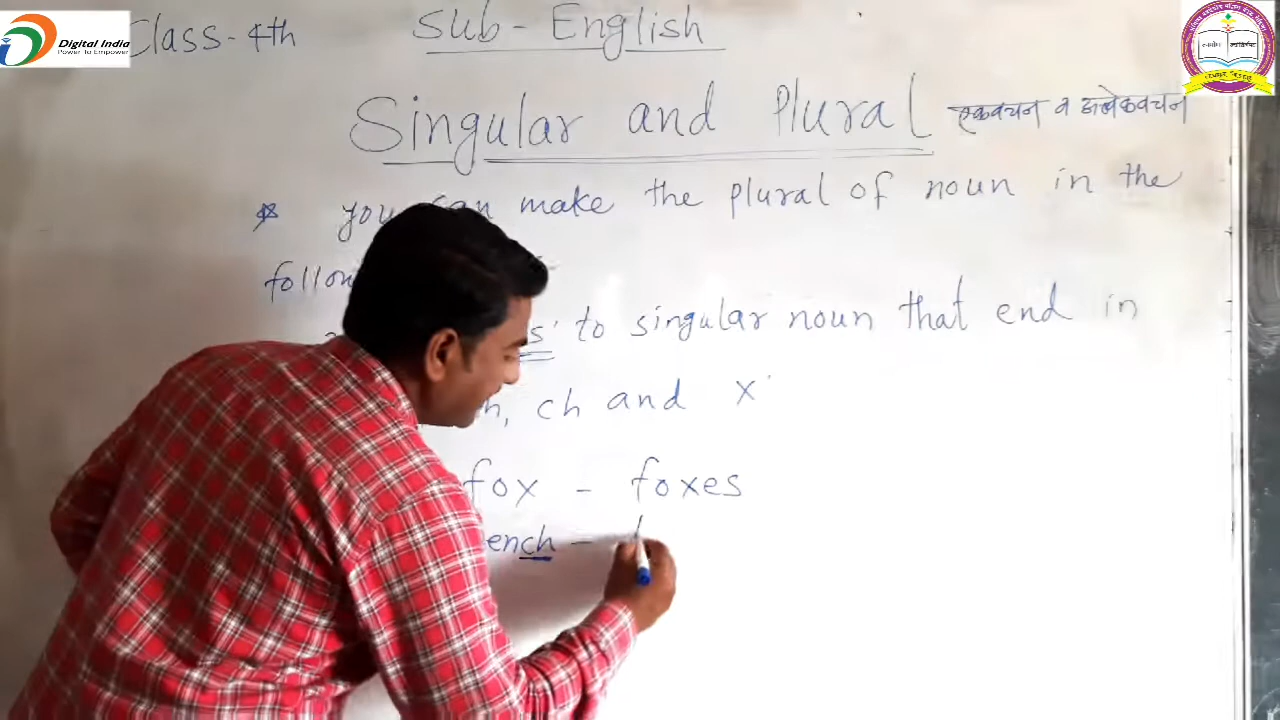 Digital India
Power To Empower
Class-4th
Sub - English
Singular and Plural एकवचन व अनेकवचन
you can make the plural of noun in the
to singular noun that end in
ch and x
fox - foxes
ench -